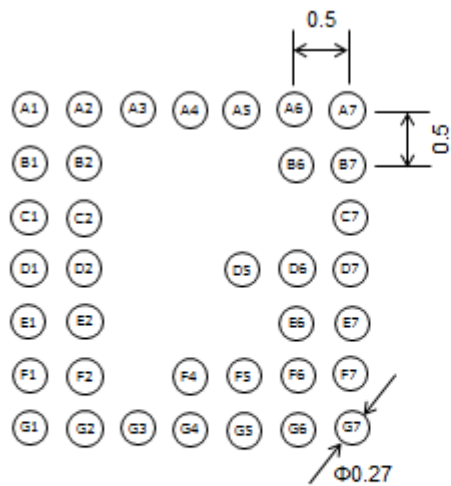 0.5
A1 A2 A3 A4 A5 A6 A7
0.5
B1 B2 B6 B7
C1 C2 C7
D1 D2 D5 D6 D7
E1 E2 E6 E7
F1 F2 F4 F5 F6 F7
G1 G2 G3 G4 G5 G6 G7
Φ0.27